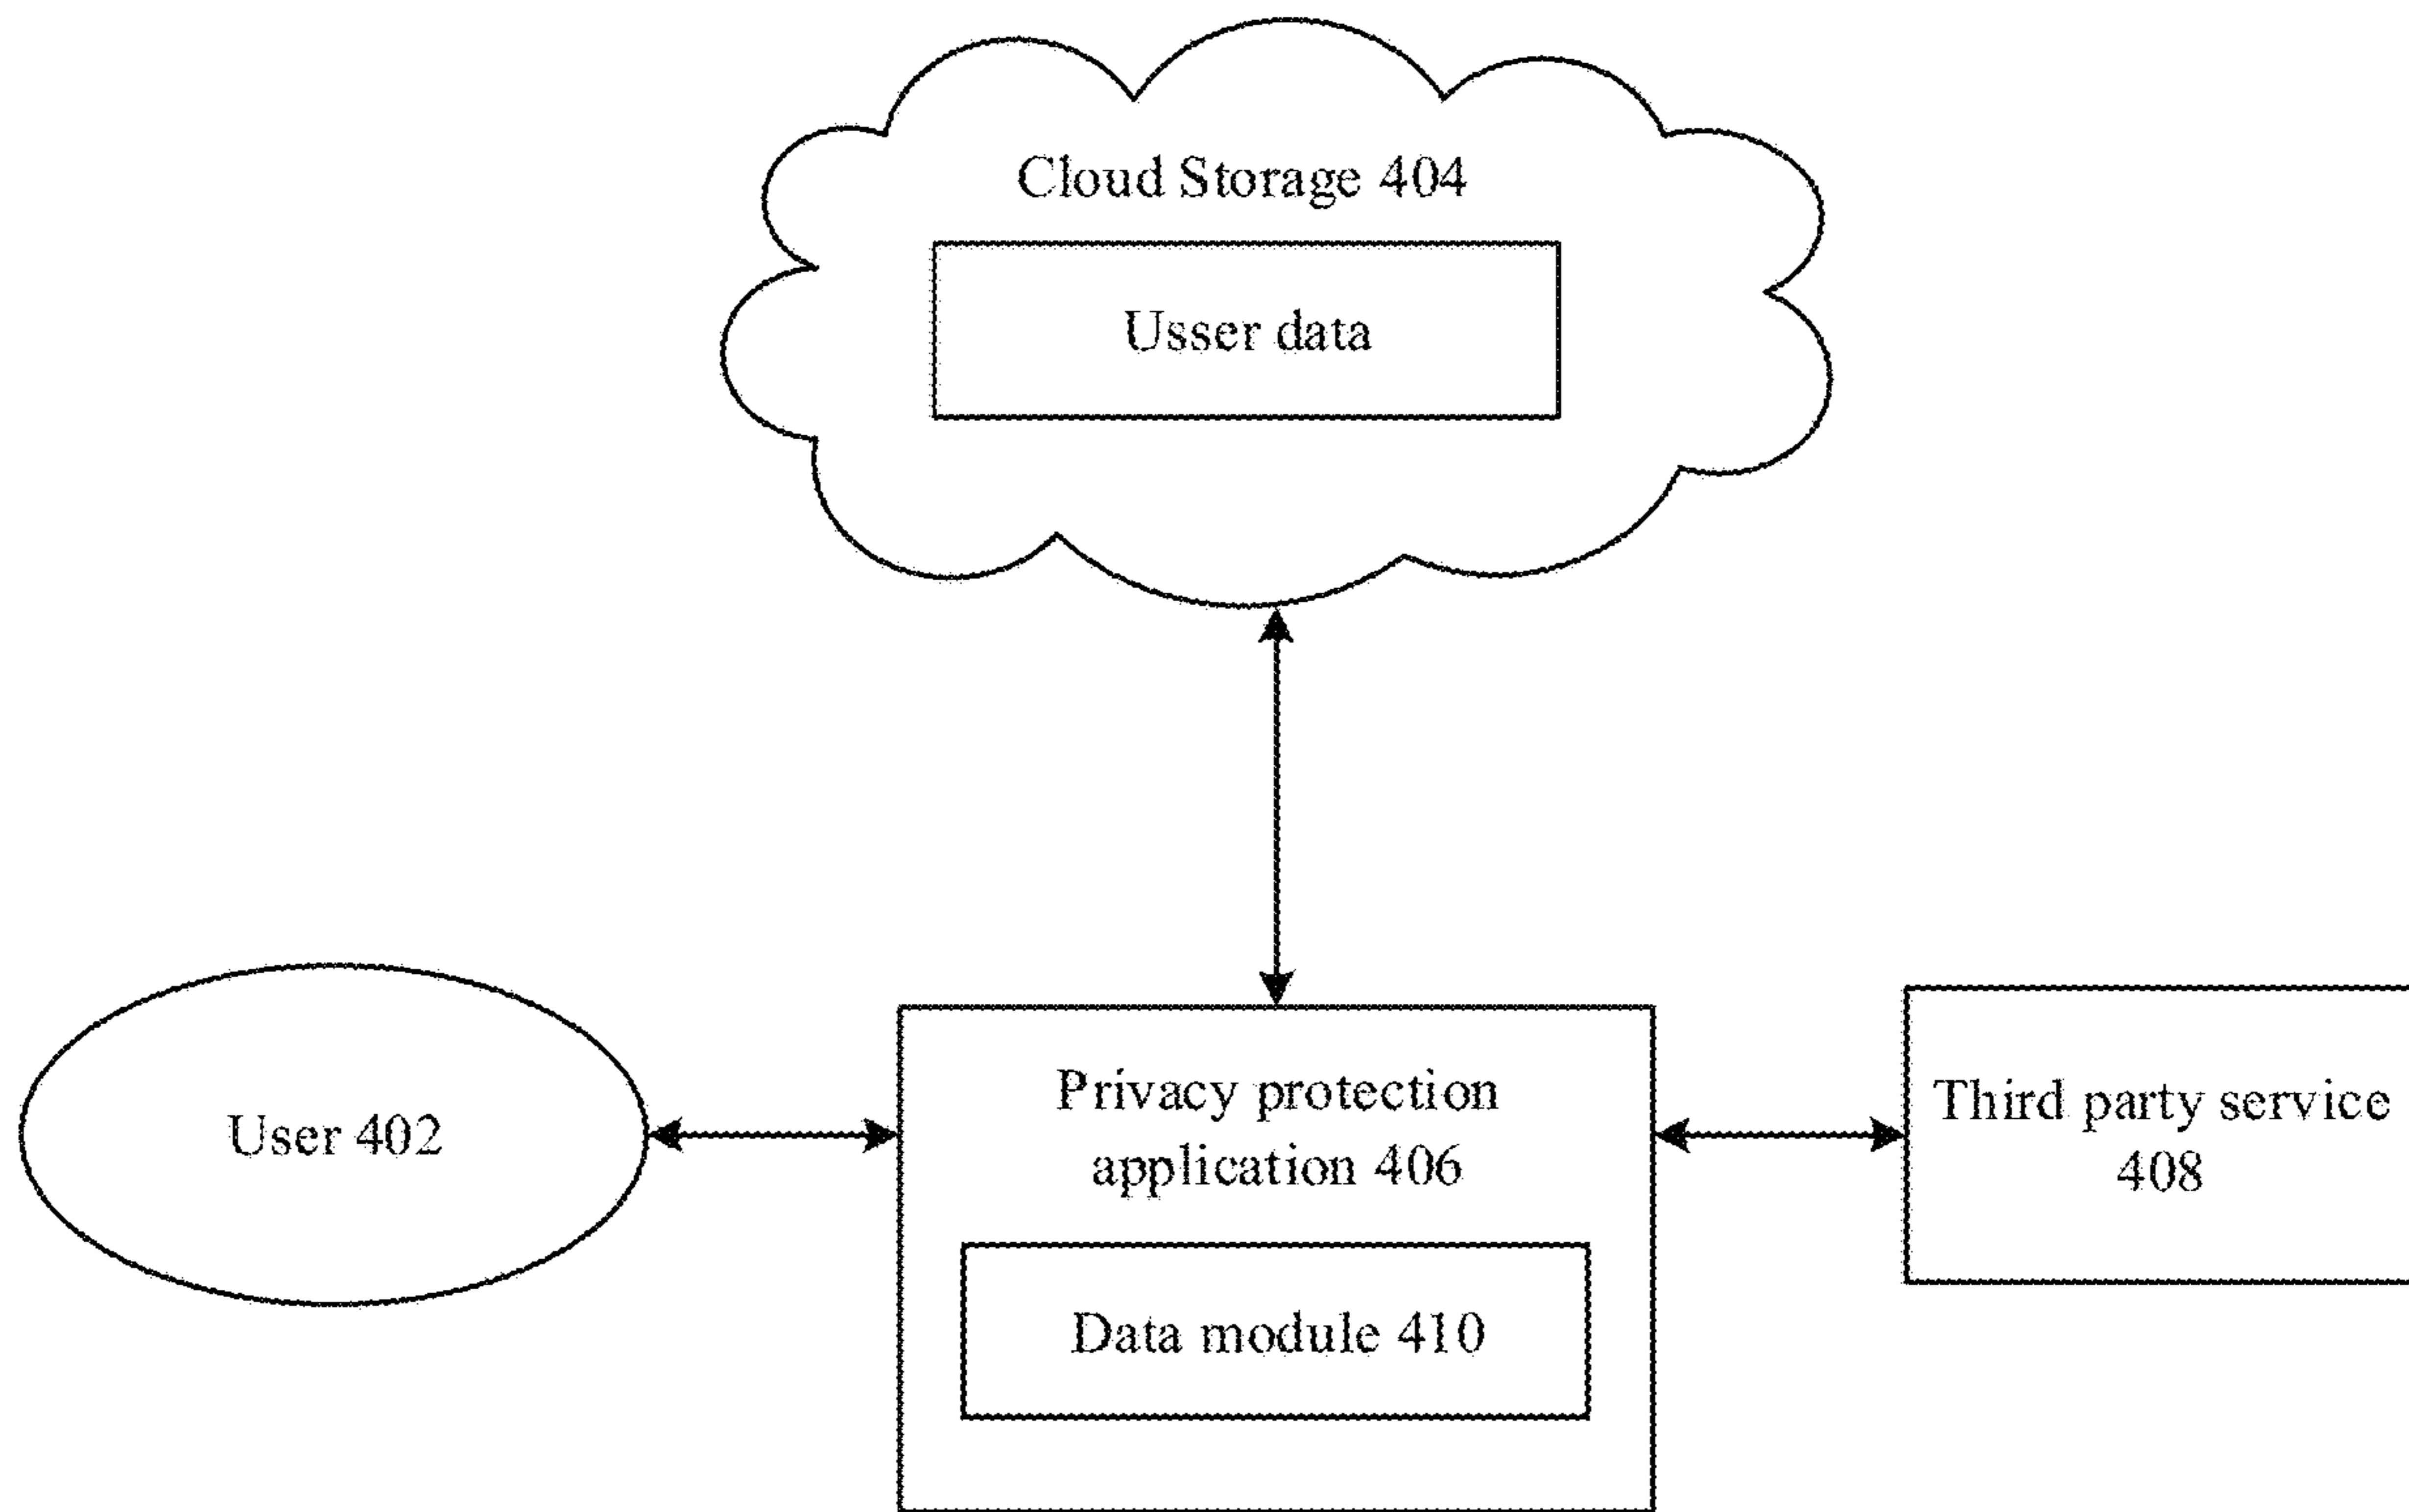 Cloud Storage 404
Usser data
User 402
Privacy protection
application 406
Data module 410
Third party service
408